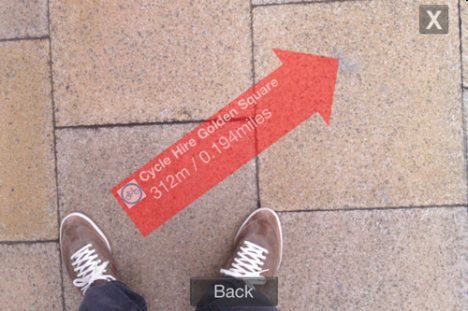 X
Cycle Hire Golden Square
312m / 0.194miles
Back